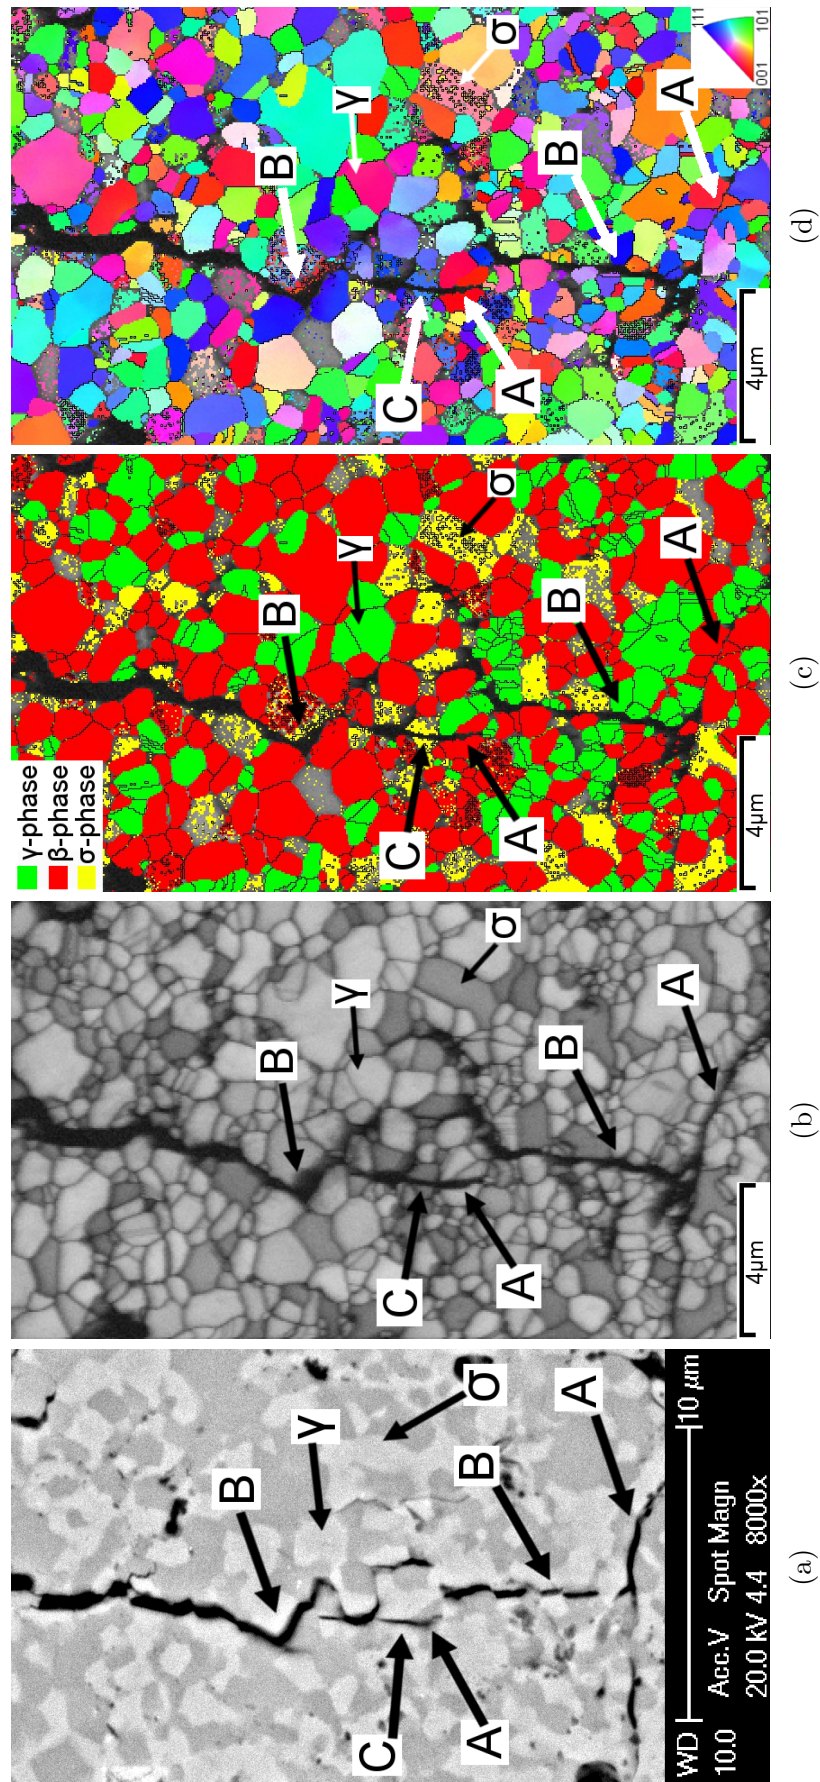 B
γ
σ
B
C
A
A
WD
10 μm
Acc.V Spot Magn
10.0
20.0 kV 4.4 8000x
(a)
B
γ
σ
B
C
A
A
4μm
(b)
γ-phase
β-phase
σ-phase
B
γ
σ
B
C
A
A
4μm
(c)
B
γ
σ
B
C
A
A
111
001
101
4μm
(d)